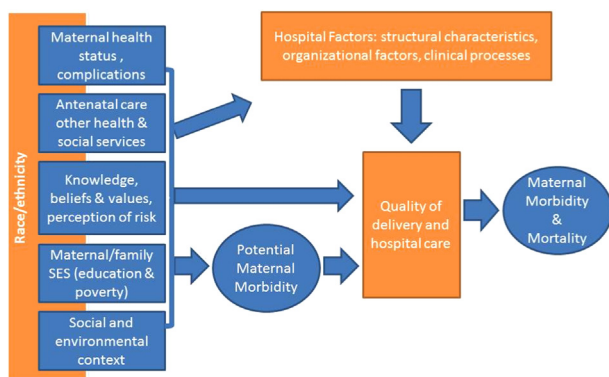 Race/ethnicity
Maternal health
status ,
complications
Antenatal care
other health &
social services
Knowledge,
beliefs & values,
perception of risk
Maternal/family
SES (education &
poverty)
Social and
environmental
context
Hospital Factors: structural characteristics,
organizational factors, clinical processes
Potential
Maternal
Morbidity
Quality of
delivery and
hospital care
Maternal
Morbidity
&
Mortality